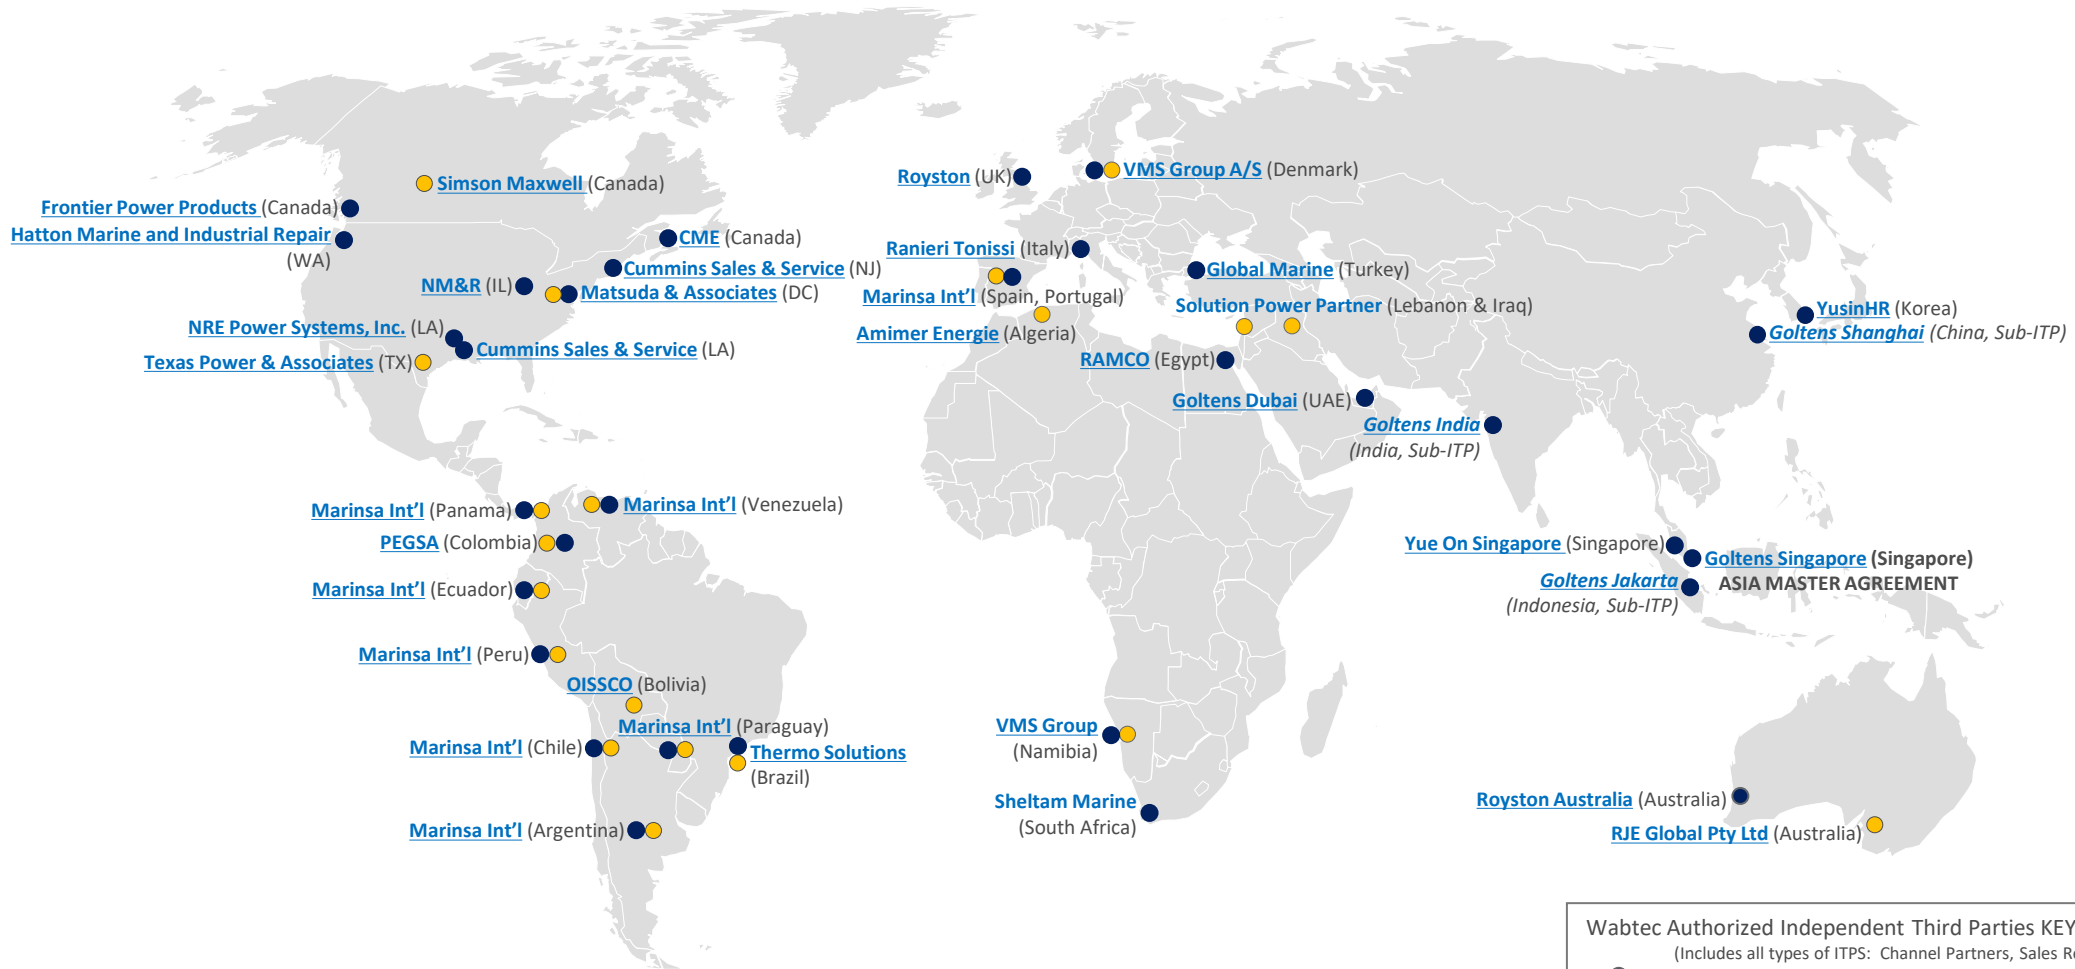 Simson Maxwell (Canada)
Frontier Power Products (Canada)
Hatton Marine and Industrial Repair
(WA)
CME (Canada)
Cummins Sales & Service (NJ)
NM&R (IL)
Matsuda & Associates (DC)
NRE Power Systems, Inc. (LA)
Cummins Sales & Service (LA)
Texas Power & Associates (TX)
Marinsa Int'l (Panama)
Marinsa Int'l (Venezuela)
PEGSA (Colombia)
Marinsa Int'l (Ecuador)
Marinsa Int'l (Peru)
OISSCO (Bolivia)
Marinsa Int'l (Paraguay)
Marinsa Int'l (Chile)
Thermo Solutions
(Brazil)
Marinsa Int'l (Argentina)
Royston (UK)
VMS Group A/S (Denmark)
Ranieri Tonissi (Italy)
Global Marine (Turkey)
Marinsa Int'l (Spain, Portugal)
Solution Power Partner (Lebanon & Iraq)
Amimer Energie (Algeria)
RAMCO (Egypt)
Goltens Dubai (UAE)
Goltens India
(India, Sub-ITP)
VMS Group
(Namibia)
Sheltam Marine
(South Africa)
YusinHR (Korea)
Goltens Shanghai (China, Sub-ITP)
Yue On Singapore (Singapore)
Goltens Singapore (Singapore)
ASIA MASTER AGREEMENT
Goltens Jakarta
(Indonesia, Sub-ITP)
Royston Australia (Australia)
RJE Global Pty Ltd (Australia)
Wabtec Authorized Independent Third Parties KEY
(Includes all types of ITPS: Channel Partners, Sales